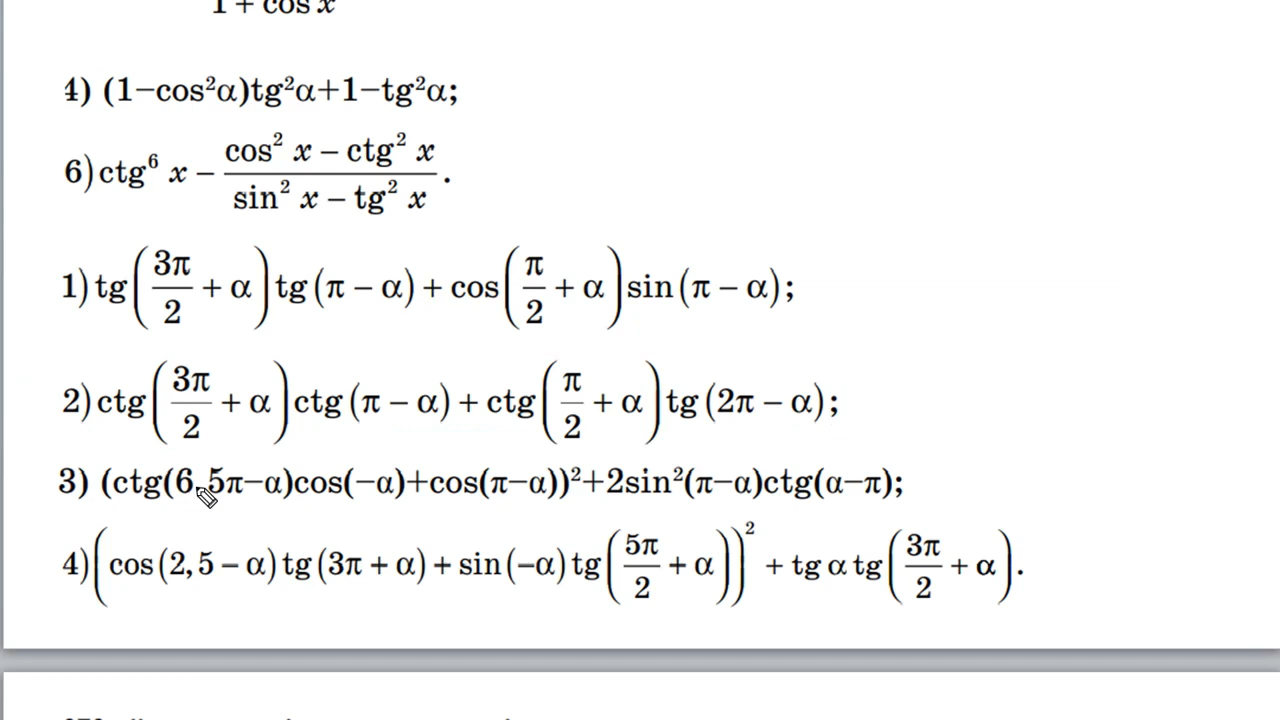 1 + cos x
4) (1−cos²α)tg²α+1−tg²α;
6) ctg⁶ x − (cos² x − ctg² x)/(sin² x − tg² x).
1) tg(3π/2 + α)tg(π − α) + cos(π/2 + α)sin(π − α);
2) ctg(3π/2 + α)ctg(π − α) + ctg(π/2 + α)tg(2π − α);
3) (ctg(6,5π−α)cos(−α)+cos(π−α))²+2sin²(π−α)ctg(α−π);
4) (cos(2,5 − α)tg(3π + α) + sin(−α)tg(5π/2 + α))² + tg α tg(3π/2 + α).